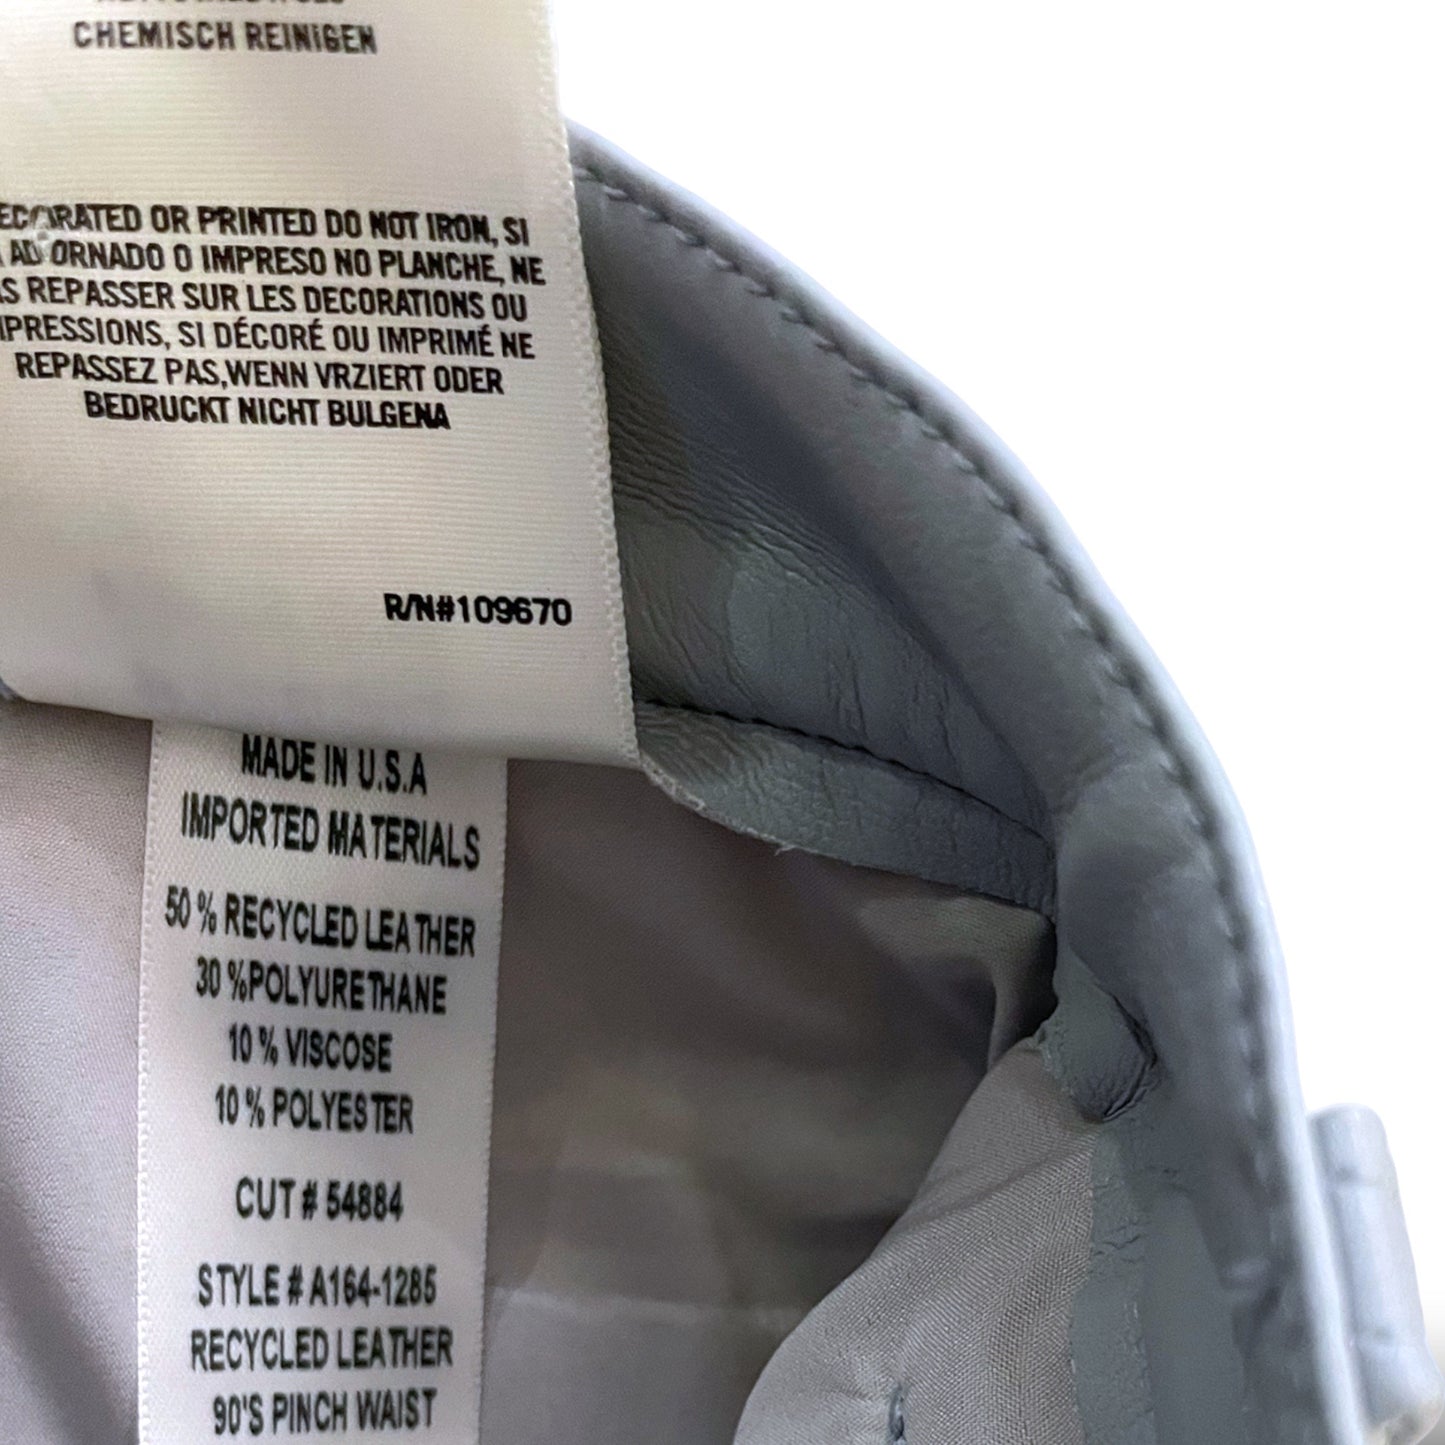 CHEMISCH REINIGEN
DECORATED OR PRINTED DO NOT IRON, SI
ADORNADO O IMPRESO NO PLANCHE, NE
REPASSER SUR LES DECORATIONS OU
IMPRESSIONS, SI DÉCORÉ OU IMPRIMÉ NE
REPASSEZ PAS,WENN VRZIERT ODER
BEDRUCKT NICHT BULGENA
R/N#109670
MADE IN U.S.A
IMPORTED MATERIALS
50 % RECYCLED LEATHER
30 %POLYURETHANE
10 % VISCOSE
10 % POLYESTER
CUT # 54884
STYLE # A164-1285
RECYCLED LEATHER
90'S PINCH WAIST